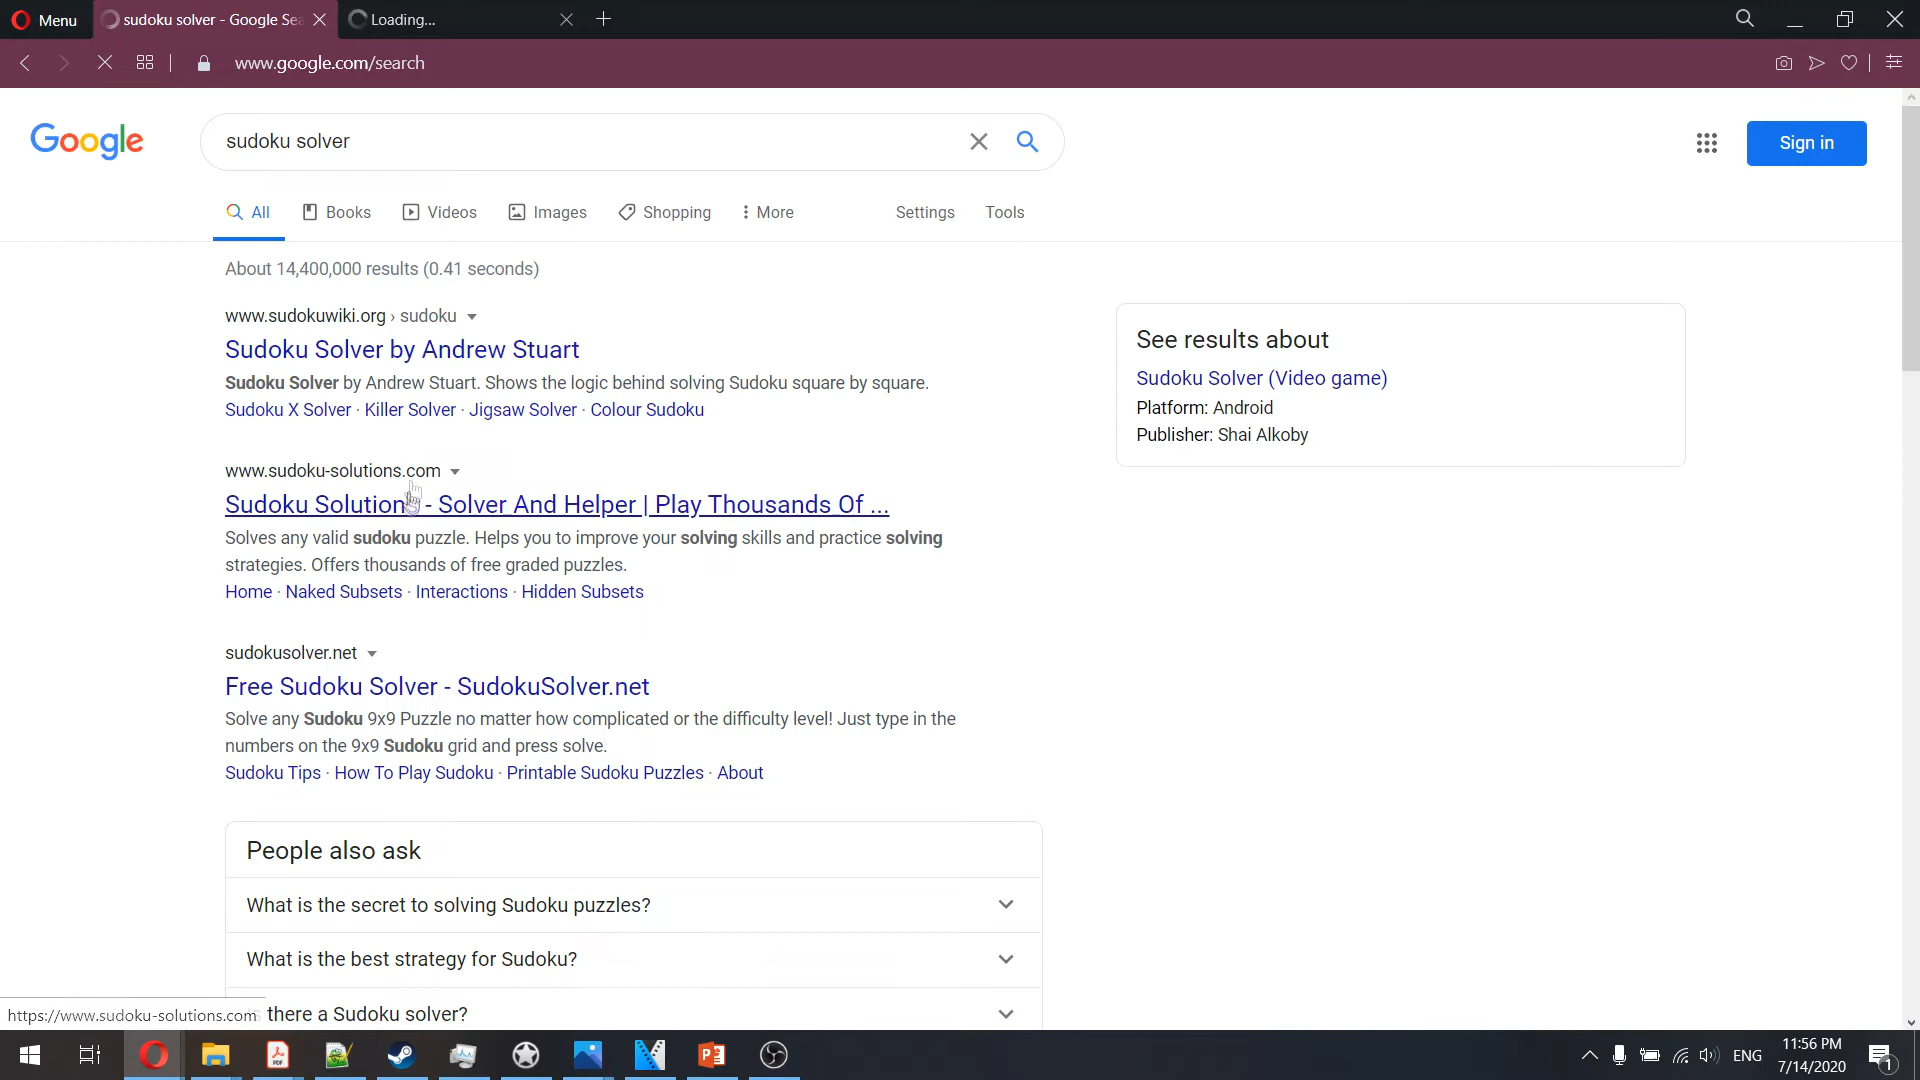 Menu
sudoku solver - Google Sea
Loading...
www.google.com/search
Google
sudoku solver
Sign in
All
Books
Videos
Images
Shopping
More
Settings
Tools
About 14,400,000 results (0.41 seconds)
www.sudokuwiki.org › sudoku
Sudoku Solver by Andrew Stuart
Sudoku Solver by Andrew Stuart. Shows the logic behind solving Sudoku square by square.
Sudoku X Solver · Killer Solver · Jigsaw Solver · Colour Sudoku
See results about
Sudoku Solver (Video game)
Platform: Android
Publisher: Shai Alkoby
www.sudoku-solutions.com
Sudoku Solutions - Solver And Helper | Play Thousands Of ...
Solves any valid sudoku puzzle. Helps you to improve your solving skills and practice solving
strategies. Offers thousands of free graded puzzles.
Home · Naked Subsets · Interactions · Hidden Subsets
sudokusolver.net
Free Sudoku Solver - SudokuSolver.net
Solve any Sudoku 9x9 Puzzle no matter how complicated or the difficulty level! Just type in the
numbers on the 9x9 Sudoku grid and press solve.
Sudoku Tips · How To Play Sudoku · Printable Sudoku Puzzles · About
People also ask
What is the secret to solving Sudoku puzzles?
What is the best strategy for Sudoku?
there a Sudoku solver?
https://www.sudoku-solutions.com
ENG
11:56 PM
7/14/2020
1